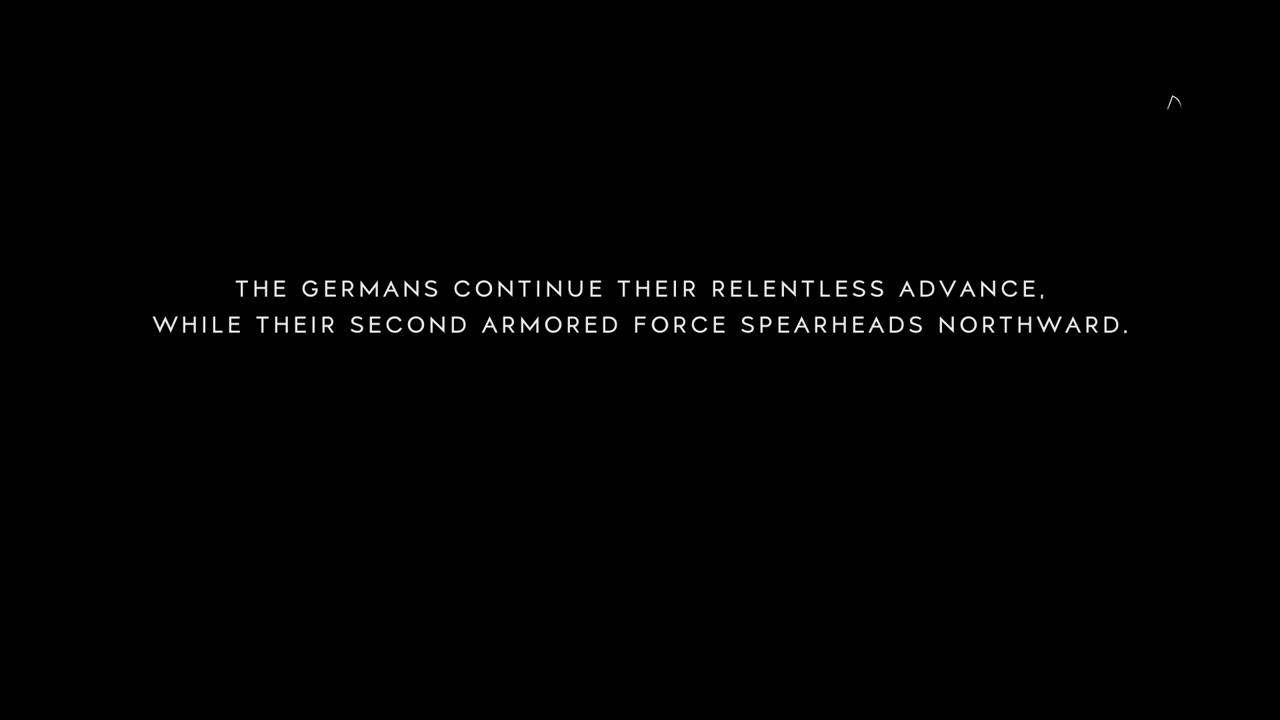 THE GERMANS CONTINUE THEIR RELENTLESS ADVANCE,
WHILE THEIR SECOND ARMORED FORCE SPEARHEADS NORTHWARD.